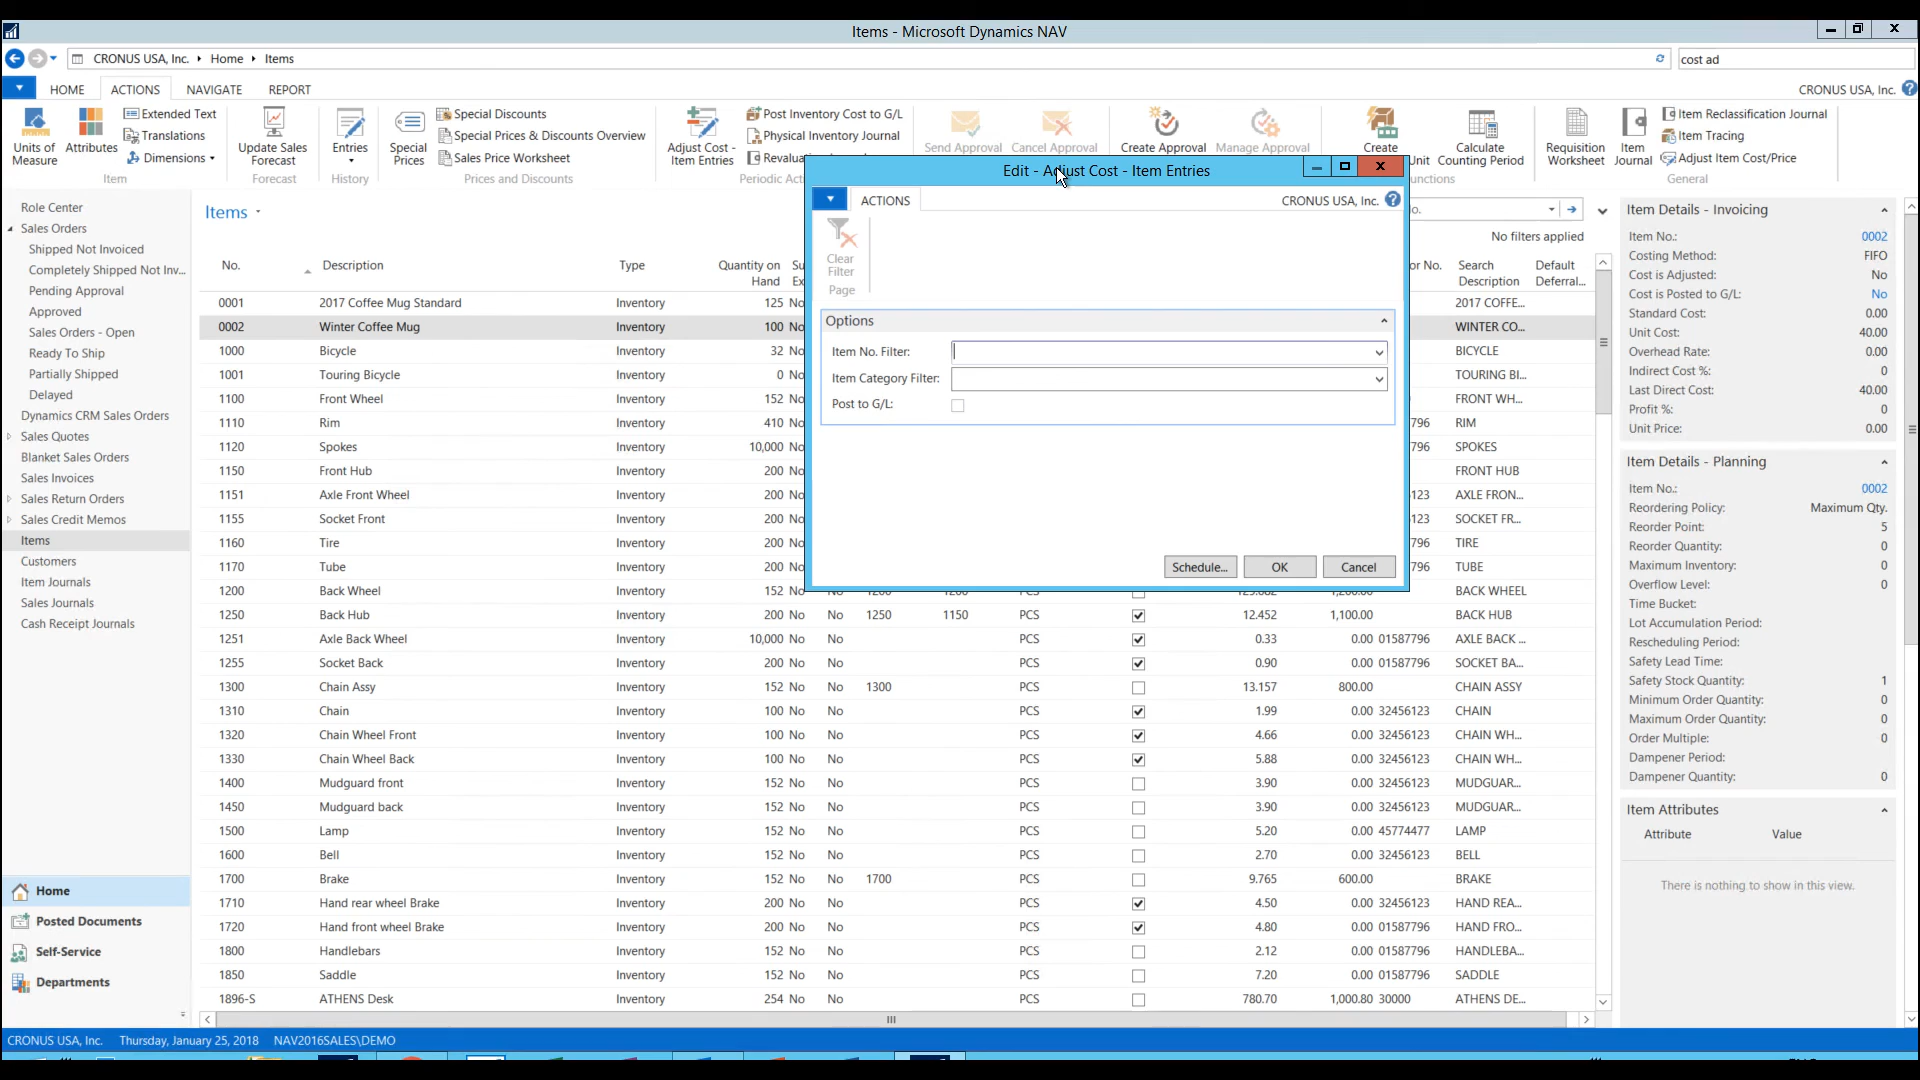 Items - Microsoft Dynamics NAV
CRONUS USA, Inc. Home Items
cost ad
HOME ACTIONS NAVIGATE REPORT
CRONUS USA, Inc.
Units of Measure
Attributes
Extended Text
Translations
Dimensions
Item
Update Sales Forecast
Forecast
Entries
History
Special Prices
Special Discounts
Special Prices & Discounts Overview
Sales Price Worksheet
Prices and Discounts
Adjust Cost - Item Entries
Post Inventory Cost to G/L
Physical Inventory Journal
Send Approval
Cancel Approval
Create Approval
Manage Approval
Create
Unit
Calculate Counting Period
Requisition Worksheet
Item Journal
Item Reclassification Journal
Item Tracing
Adjust Item Cost/Price
General
Role Center
Sales Orders
Shipped Not Invoiced
Completely Shipped Not Inv...
Pending Approval
Approved
Sales Orders - Open
Ready To Ship
Partially Shipped
Delayed
Dynamics CRM Sales Orders
Sales Quotes
Blanket Sales Orders
Sales Invoices
Sales Return Orders
Sales Credit Memos
Items
Customers
Item Journals
Sales Journals
Cash Receipt Journals
Home
Posted Documents
Self-Service
Departments
Items
No filters applied
No. Description Type Quantity on Hand Search Description Default Deferral...
0001 2017 Coffee Mug Standard Inventory 125 No 2017 COFFE...
0002 Winter Coffee Mug Inventory 100 No WINTER CO...
1000 Bicycle Inventory 32 No BICYCLE
1001 Touring Bicycle Inventory 0 No TOURING BI...
1100 Front Wheel Inventory 152 No FRONT WH...
1110 Rim Inventory 410 No 796 RIM
1120 Spokes Inventory 10,000 No 796 SPOKES
1150 Front Hub Inventory 200 No FRONT HUB
1151 Axle Front Wheel Inventory 200 No 123 AXLE FRON...
1155 Socket Front Inventory 200 No 123 SOCKET FR...
1160 Tire Inventory 200 No 796 TIRE
1170 Tube Inventory 200 No 796 TUBE
1200 Back Wheel Inventory 152 No No 1200 1200 PCS 1,200.00 BACK WHEEL
1250 Back Hub Inventory 200 No No 1250 1150 PCS 12.452 1,100.00 BACK HUB
1251 Axle Back Wheel Inventory 10,000 No No PCS 0.33 0.00 01587796 AXLE BACK ...
1255 Socket Back Inventory 200 No No PCS 0.90 0.00 01587796 SOCKET BA...
1300 Chain Assy Inventory 152 No No 1300 PCS 13.157 800.00 CHAIN ASSY
1310 Chain Inventory 100 No No PCS 1.99 0.00 32456123 CHAIN
1320 Chain Wheel Front Inventory 100 No No PCS 4.66 0.00 32456123 CHAIN WH...
1330 Chain Wheel Back Inventory 100 No No PCS 5.88 0.00 32456123 CHAIN WH...
1400 Mudguard front Inventory 152 No No PCS 3.90 0.00 32456123 MUDGUAR...
1450 Mudguard back Inventory 152 No No PCS 3.90 0.00 32456123 MUDGUAR...
1500 Lamp Inventory 152 No No PCS 5.20 0.00 45774477 LAMP
1600 Bell Inventory 152 No No PCS 2.70 0.00 32456123 BELL
1700 Brake Inventory 152 No No 1700 PCS 9.765 600.00 BRAKE
1710 Hand rear wheel Brake Inventory 200 No No PCS 4.50 0.00 32456123 HAND REA...
1720 Hand front wheel Brake Inventory 200 No No PCS 4.80 0.00 01587796 HAND FRO...
1800 Handlebars Inventory 152 No No PCS 2.12 0.00 01587796 HANDLEBA...
1850 Saddle Inventory 152 No No PCS 7.20 0.00 01587796 SADDLE
1896-S ATHENS Desk Inventory 254 No No PCS 780.70 1,000.80 30000 ATHENS DE...
Edit - Adjust Cost - Item Entries
ACTIONS
CRONUS USA, Inc.
Clear Filter
Page
Options
Item No. Filter:
Item Category Filter:
Post to G/L:
Schedule... OK Cancel
Item Details - Invoicing
Item No.: 0002
Costing Method: FIFO
Cost is Adjusted: No
Cost is Posted to G/L: No
Standard Cost: 0.00
Unit Cost: 40.00
Overhead Rate: 0.00
Indirect Cost %: 0
Last Direct Cost: 40.00
Profit %: 0
Unit Price: 0.00
Item Details - Planning
Item No.: 0002
Reordering Policy: Maximum Qty.
Reorder Point: 5
Reorder Quantity: 0
Maximum Inventory: 0
Overflow Level: 0
Time Bucket:
Lot Accumulation Period:
Rescheduling Period:
Safety Lead Time:
Safety Stock Quantity: 1
Minimum Order Quantity: 0
Maximum Order Quantity: 0
Order Multiple: 0
Dampener Period:
Dampener Quantity: 0
Item Attributes
Attribute Value
There is nothing to show in this view.
CRONUS USA, Inc. Thursday, January 25, 2018 NAV2016SALES\DEMO